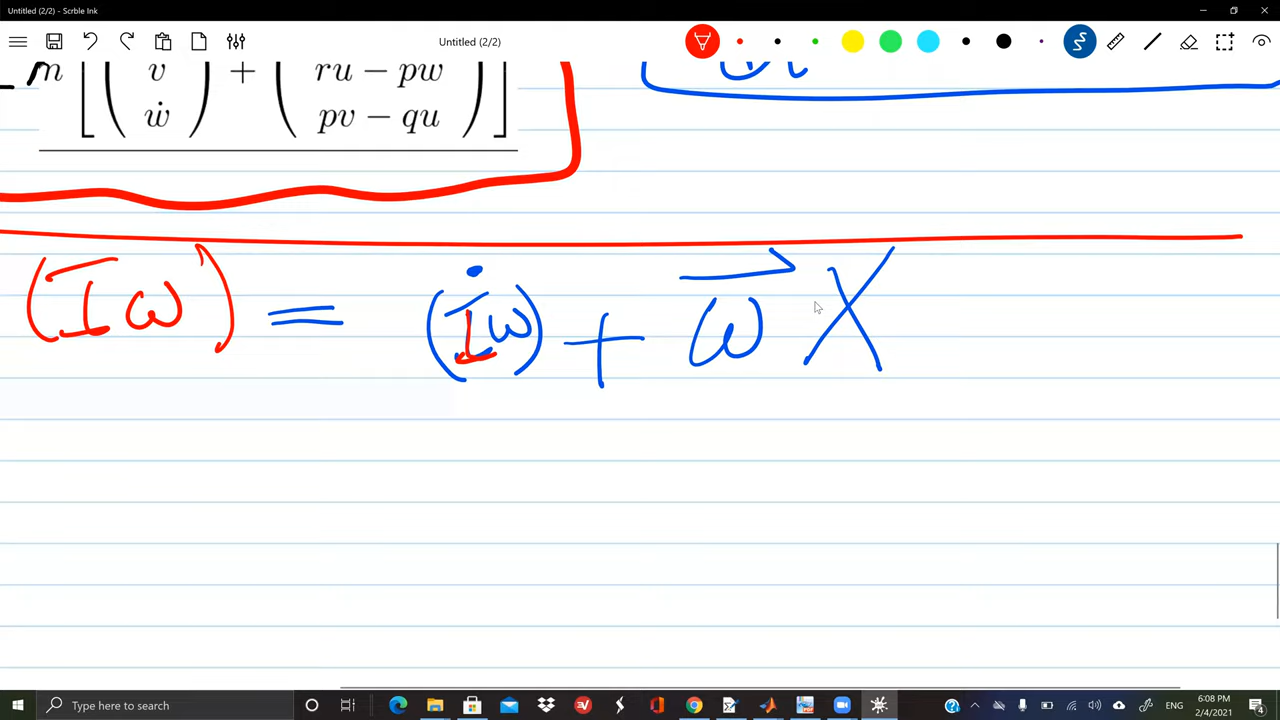 Untitled (2/2) - Scrble Ink
Untitled (2/2)
m [ ( v ẇ ) + ( ru − pw pv − qu ) ]
(Iω) = (İω) + ω⃗ X
Type here to search
ENG
6:08 PM
2/4/2021
4